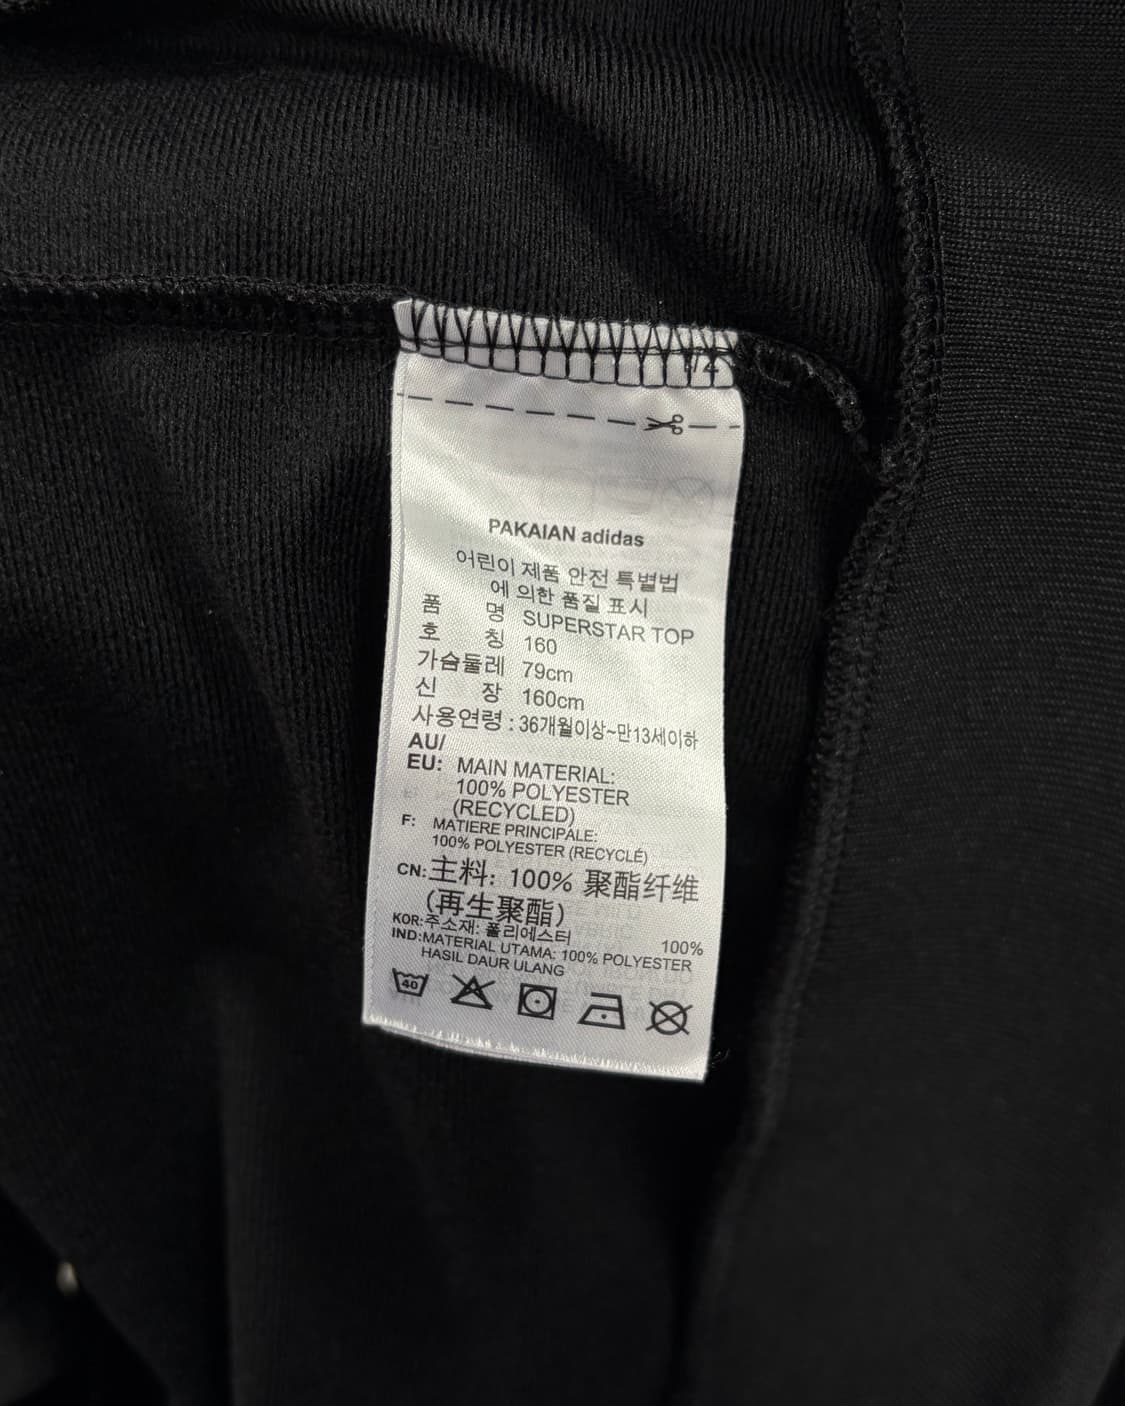 PAKAIAN adidas
어린이 제품 안전 특별법
에 의한 품질 표시
품 명 SUPERSTAR TOP
호 칭 160
가슴둘레 79cm
신 장 160cm
사용연령 : 36개월이상~만13세이하
AU/
EU: MAIN MATERIAL:
100% POLYESTER
(RECYCLED)
F: MATIERE PRINCIPALE:
100% POLYESTER (RECYCLÉ)
CN:主料: 100% 聚酯纤维
(再生聚酯)
KOR:주소재: 폴리에스터 100%
IND:MATERIAL UTAMA: 100% POLYESTER
HASIL DAUR ULANG
40